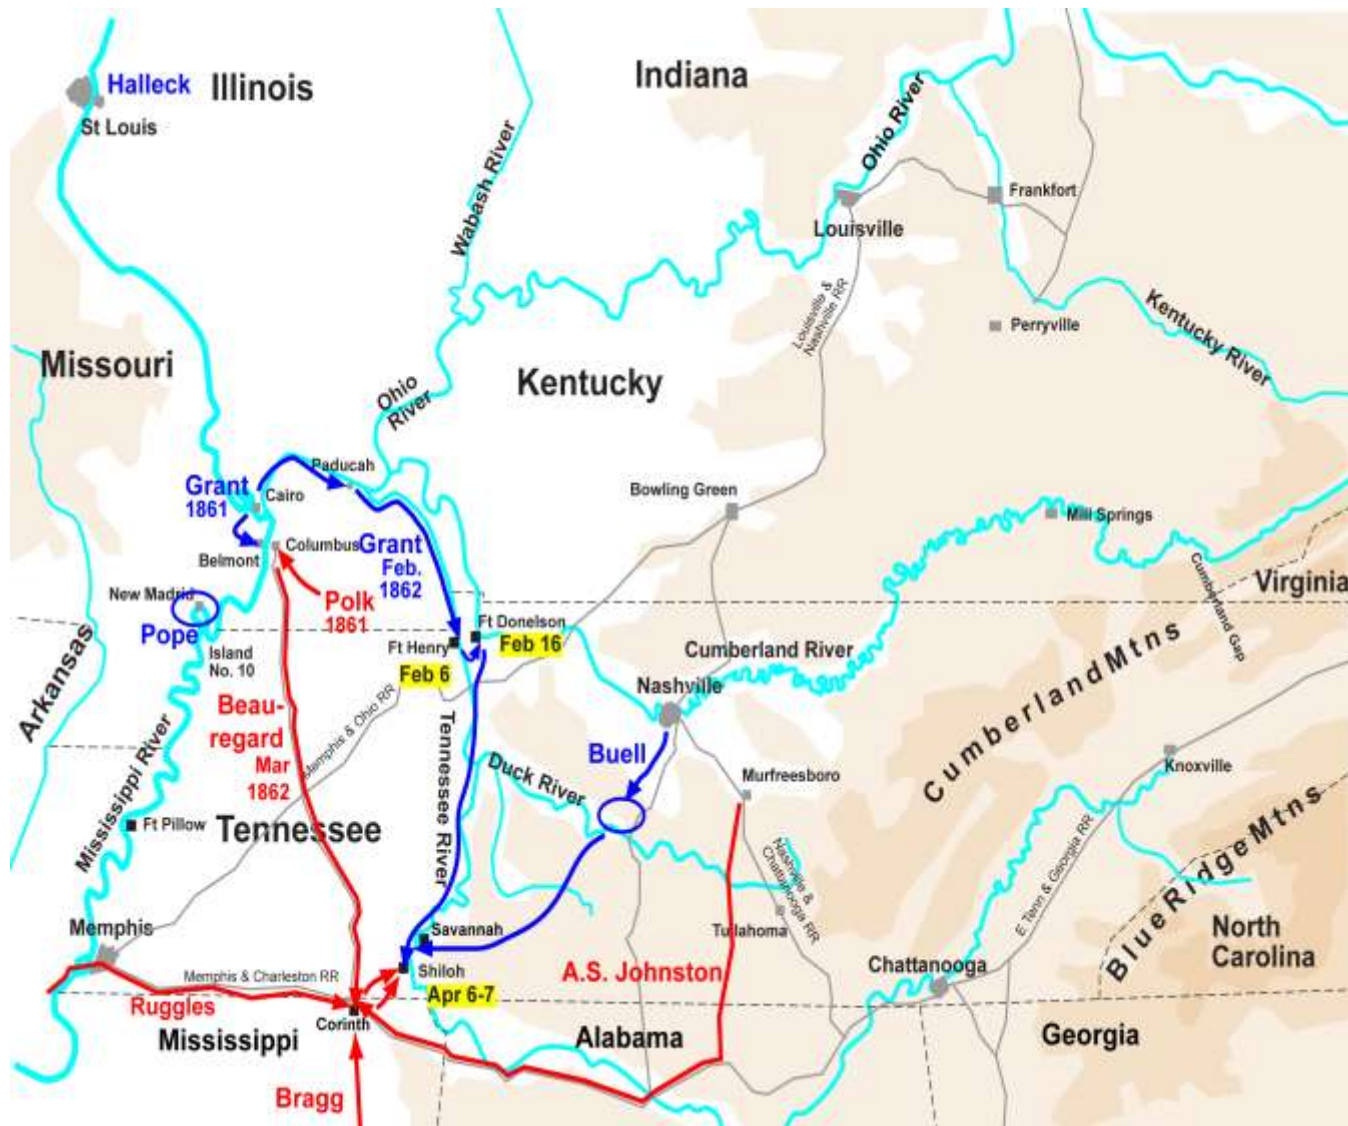 Halleck
Illinois
Indiana
St Louis
Ohio River
Wabash River
Frankfort
Louisville
Louisville &
Nashville RR
Perryville
Kentucky River
Missouri
Kentucky
Ohio
River
Paducah
Grant
1861
Cairo
Bowling Green
Mill Springs
Belmont
Columbus
Grant
Feb.
1862
Cumberland Gap
Virginia
New Madrid
Pope
Polk
1861
Ft Donelson
Feb 16
Ft Henry
Feb 6
Island
No. 10
Arkansas
Cumberland River
Nashville
Cumberland Mtns
Beau-
regard
Mar
1862
Memphis & Ohio RR
Tennessee River
Buell
Duck River
Murfreesboro
Knoxville
Mississippi River
Ft Pillow
Tennessee
Nashville &
Chattanooga RR
E Tenn & Georgia RR
Blue Ridge Mtns
Memphis
Savannah
Tullahoma
North
Carolina
Memphis & Charleston RR
Shiloh
Apr 6-7
A.S. Johnston
Chattanooga
Ruggles
Corinth
Mississippi
Alabama
Georgia
Bragg